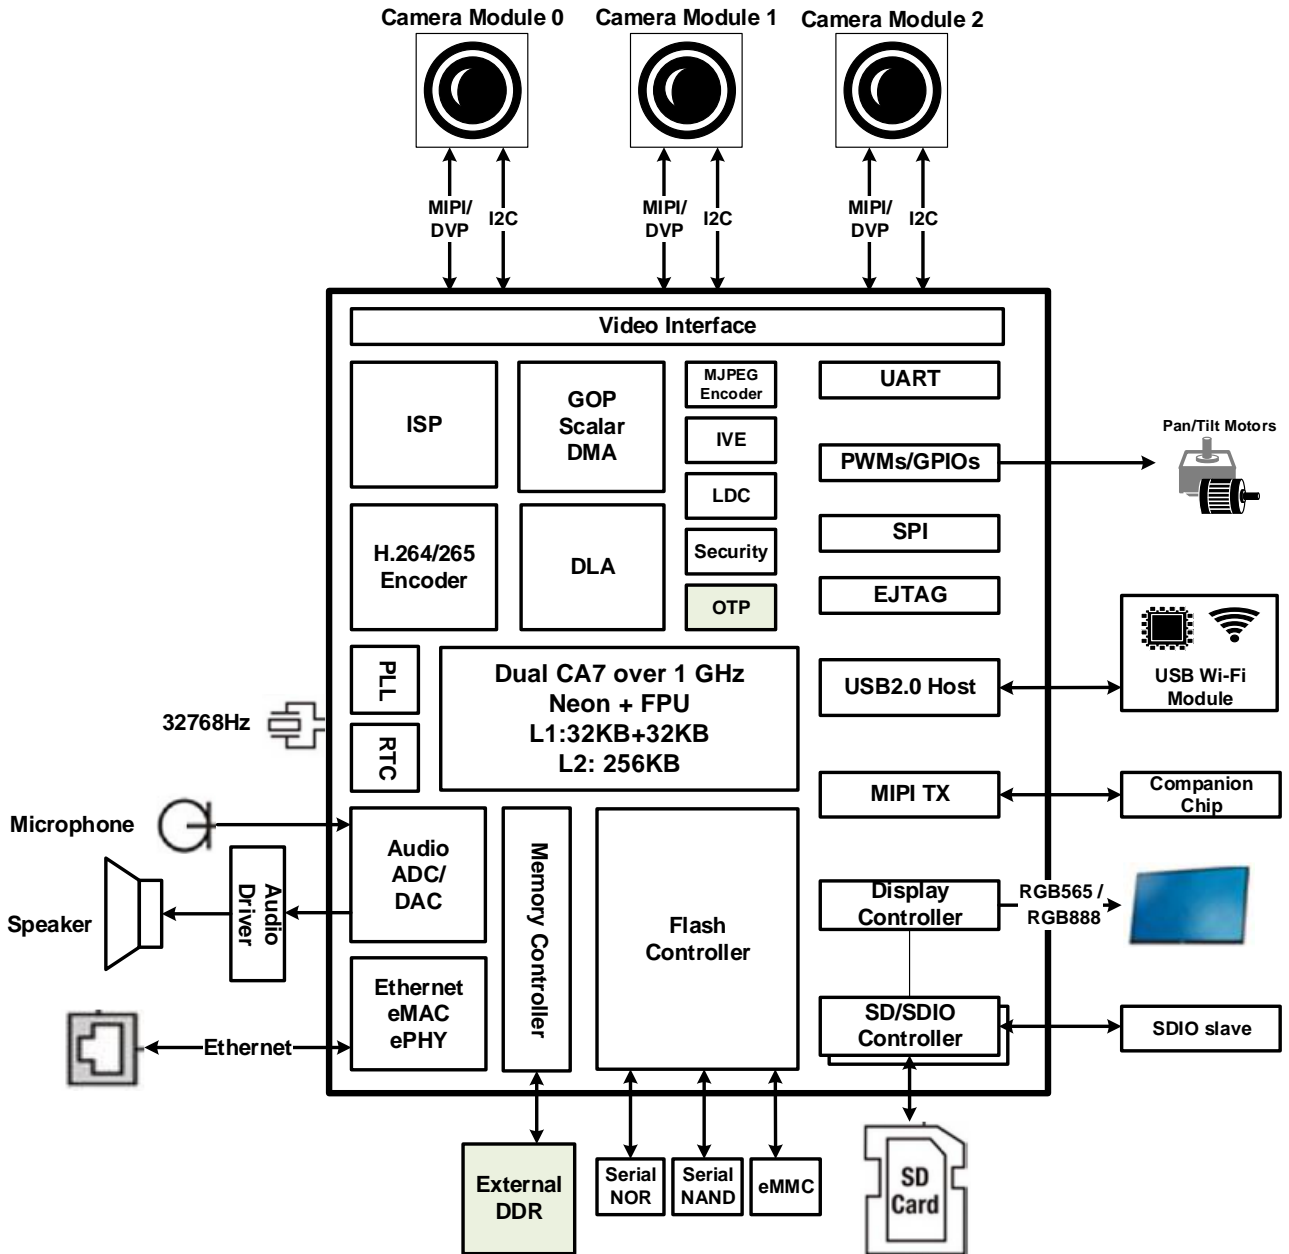 Camera Module 0
Camera Module 1
Camera Module 2
MIPI/
DVP
I2C
MIPI/
DVP
I2C
MIPI/
DVP
I2C
Video Interface
ISP
GOP
Scalar
DMA
MJPEG
Encoder
IVE
LDC
Security
OTP
H.264/265
Encoder
DLA
UART
PWMs/GPIOs
Pan/Tilt Motors
SPI
EJTAG
PLL
RTC
32768Hz
Dual CA7 over 1 GHz
Neon + FPU
L1:32KB+32KB
L2: 256KB
USB2.0 Host
USB Wi-Fi
Module
MIPI TX
Companion
Chip
Microphone
Audio
ADC/
DAC
Audio
Driver
Speaker
Memory Controller
Flash
Controller
Display
Controller
RGB565 /
RGB888
Ethernet
eMAC
ePHY
Ethernet
SD/SDIO
Controller
SDIO slave
External
DDR
Serial
NOR
Serial
NAND
eMMC
SD
Card